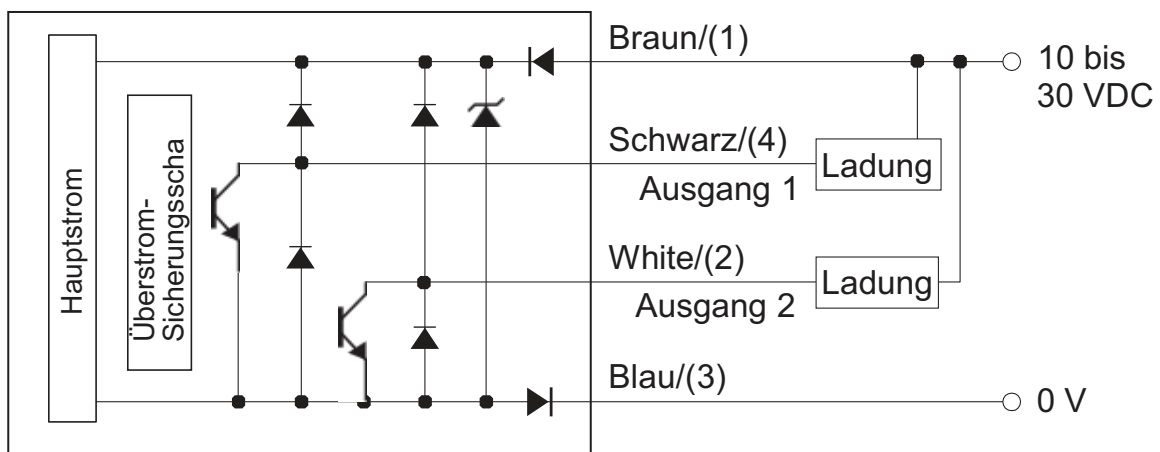 Hauptstrom
Überstrom-
Sicherungsscha
Braun/(1)
10 bis
30 VDC
Schwarz/(4)
Ausgang 1
Ladung
White/(2)
Ausgang 2
Ladung
Blau/(3)
0 V